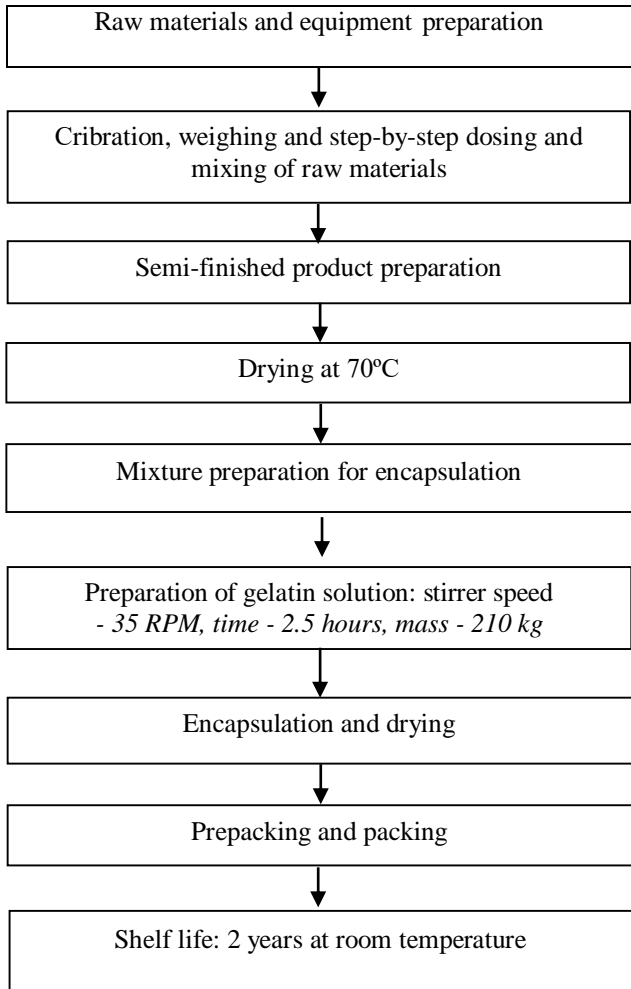 Raw materials and equipment preparation
Cribration, weighing and step-by-step dosing and
mixing of raw materials
Semi-finished product preparation
Drying at 70ºC
Mixture preparation for encapsulation
Preparation of gelatin solution: stirrer speed
- 35 RPM, time - 2.5 hours, mass - 210 kg
Encapsulation and drying
Prepacking and packing
Shelf life: 2 years at room temperature